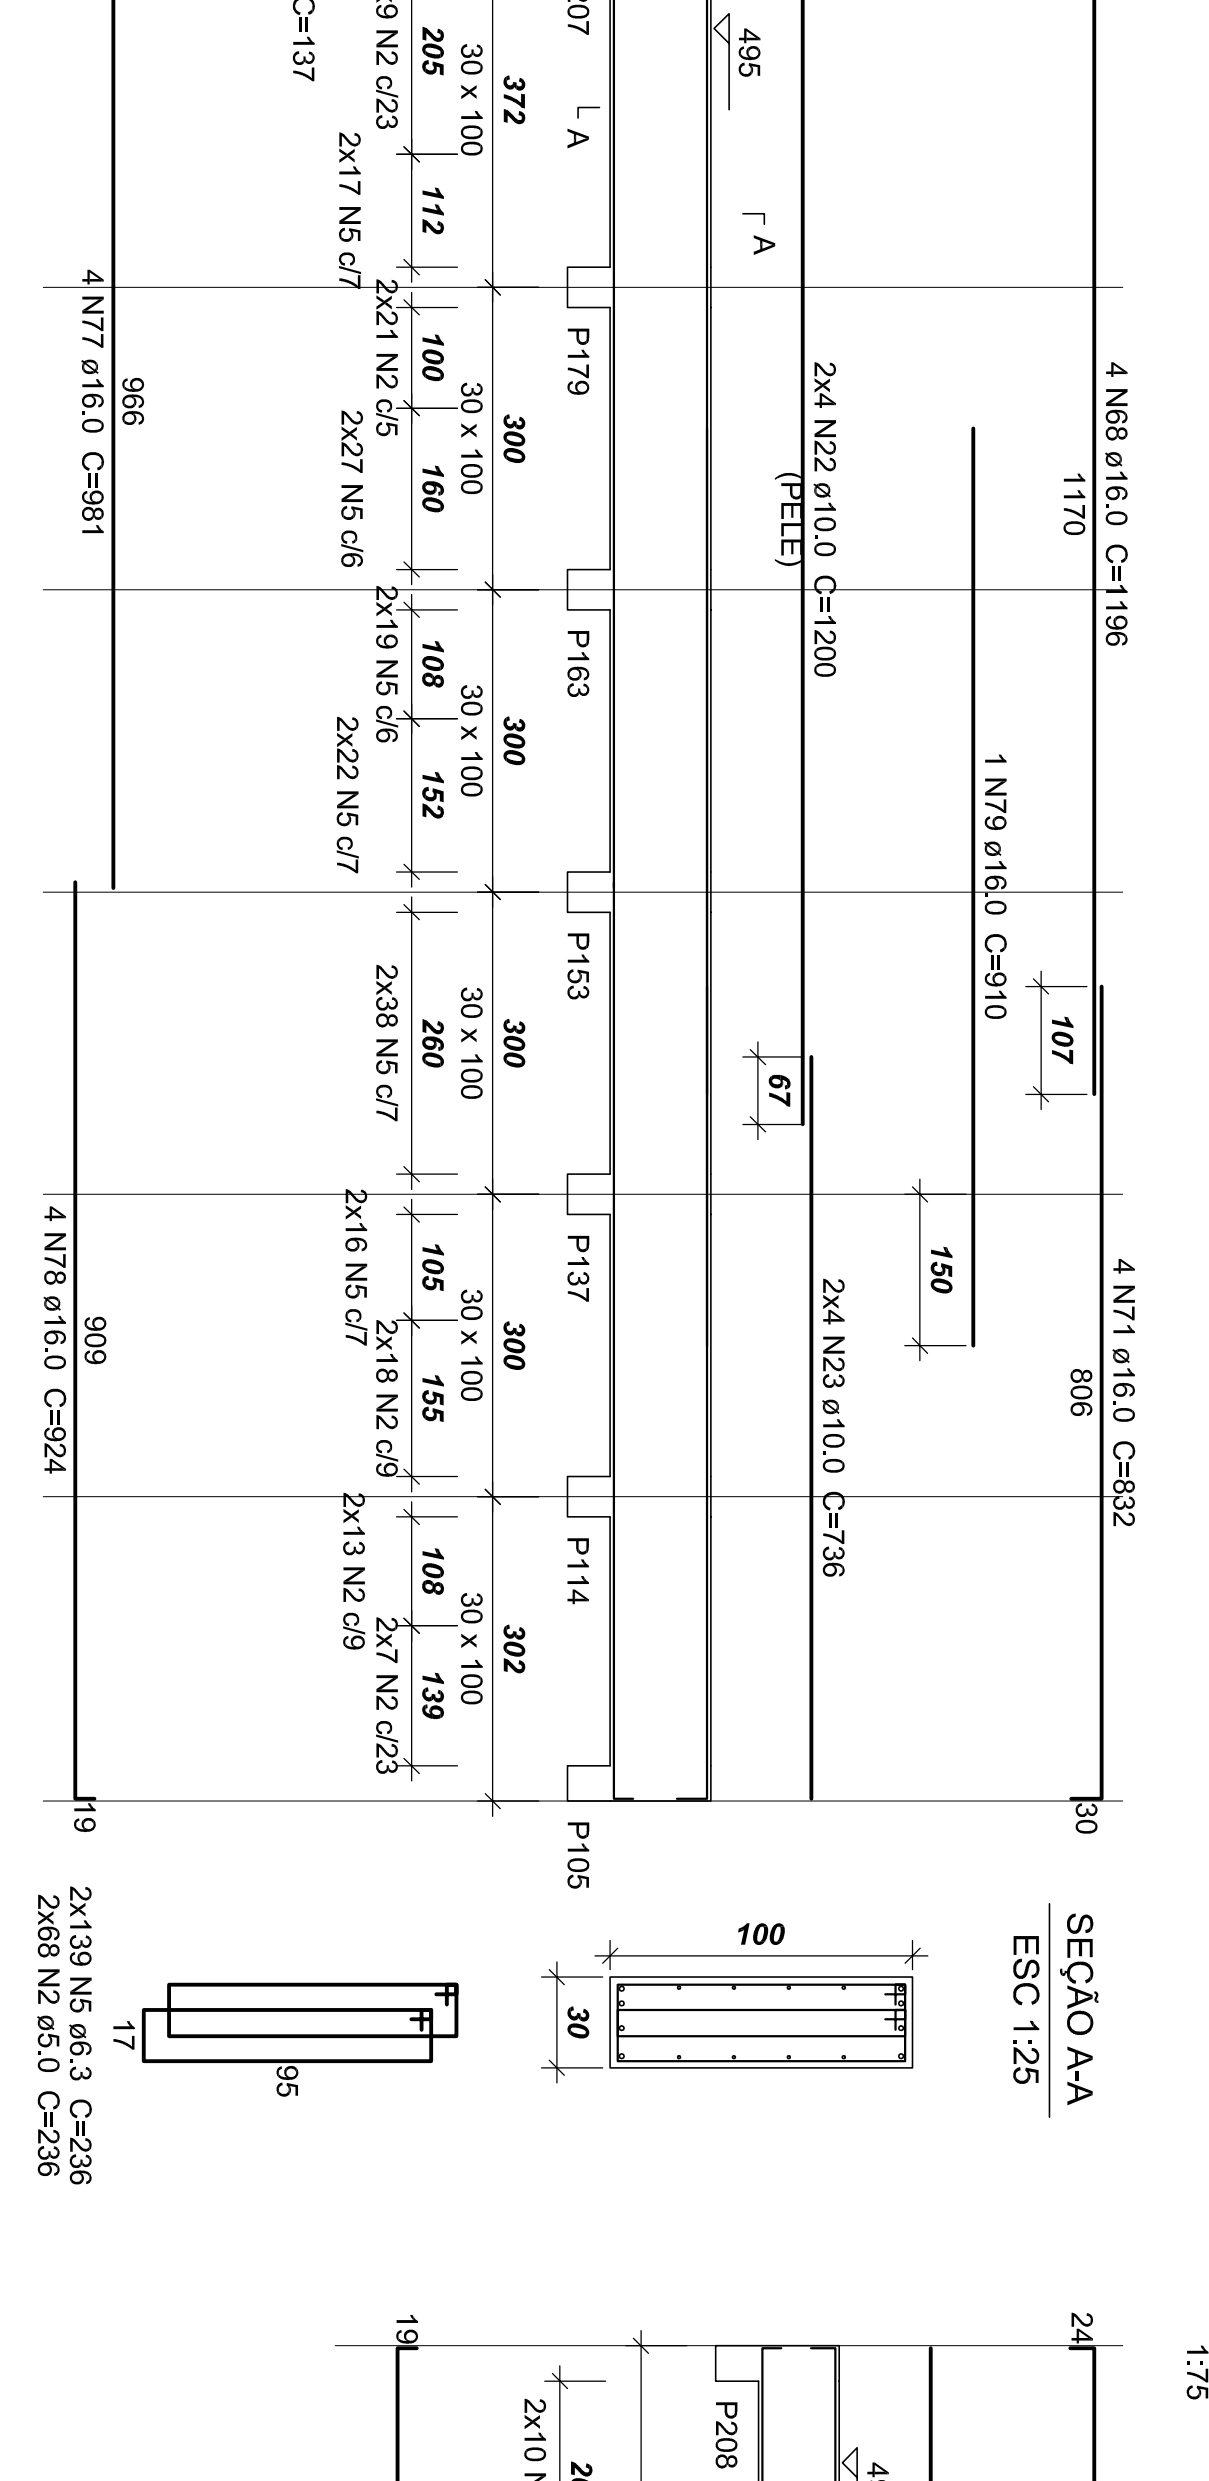 4 N68 ø16.0 C=1196
1170
4 N71 ø16.0 C=832
806
30
107
1 N79 ø16.0 C=910
150
2x4 N22 ø10.0 C=1200
(PELE)
67
2x4 N23 ø10.0 C=736
495
A
A
P179
P163
P153
P137
P114
P105
372
300
300
300
300
302
30 x 100
30 x 100
30 x 100
30 x 100
30 x 100
30 x 100
205
112
100
160
108
152
260
105
155
108
139
N2 c/23
2x17 N5 c/7
2x21 N2 c/5
2x27 N5 c/6
2x19 N5 c/6
2x22 N5 c/7
2x38 N5 c/7
2x16 N5 c/7
2x18 N2 c/9
2x13 N2 c/9
2x7 N2 c/23
C=137
966
4 N77 ø16.0 C=981
909
4 N78 ø16.0 C=924
19
SEÇÃO A-A
ESC 1:25
100
30
95
17
2x139 N5 ø6.3 C=236
2x68 N2 ø5.0 C=236
1:75
24
P208
2x10
19